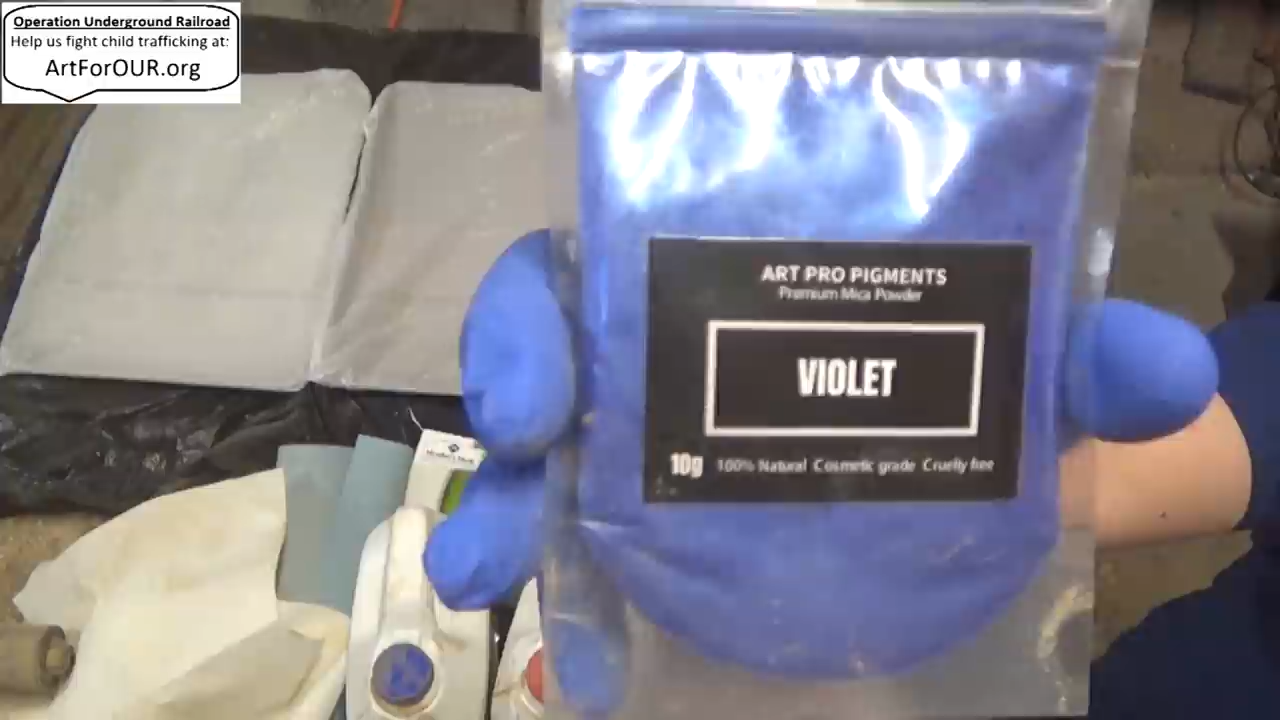 Operation Underground Railroad
Help us fight child trafficking at:
ArtForOUR.org
ART PRO PIGMENTS
Premium Mica Powder
VIOLET
10g 100% Natural Cosmetic grade Cruelty free